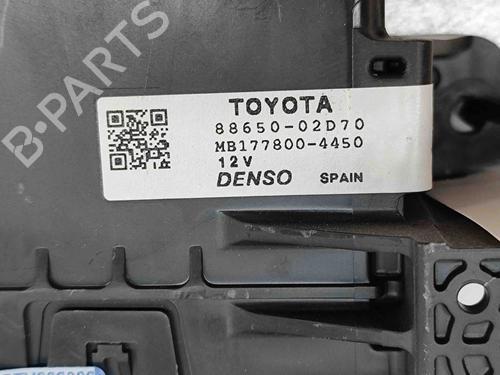 TOYOTA
88650-02D70
MB177800-4450
12V
DENSO SPAIN
B-PARTS